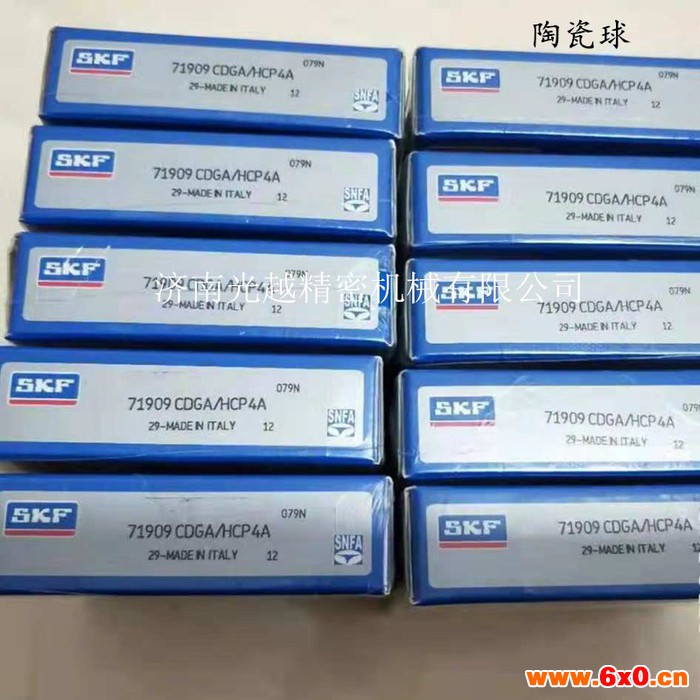 陶瓷球
SKF
71909 CDGA/HCP4A
079N
29-MADE IN ITALY 12
SNFA
SKF
71909 CDGA/HCP4A
079N
29-MADE IN ITALY 12
SKF
71909 CDGA/HCP4A
079N
29-MADE IN ITALY 12
SNFA
SKF
71909 CDGA/HCP4A
079N
29-MADE IN ITALY 12
SKF
71909 CDGA/HCP4A
079N
29-MADE IN ITALY 12
SNFA
SKF
71909 CDGA/HCP4A
079N
29-MADE IN ITALY 12
济南光越精密机械有限公司
SKF
71909 CDGA/HCP4A
079N
29-MADE IN ITALY 12
SNFA
SKF
71909 CDGA/HCP4A
29-MADE IN ITALY 12
SKF
71909 CDGA/HCP4A
079N
29-MADE IN ITALY 12
SNFA
SKF
71909 CDGA/HCP4A
079N
29-MADE IN ITALY 12
www.6x0.cn